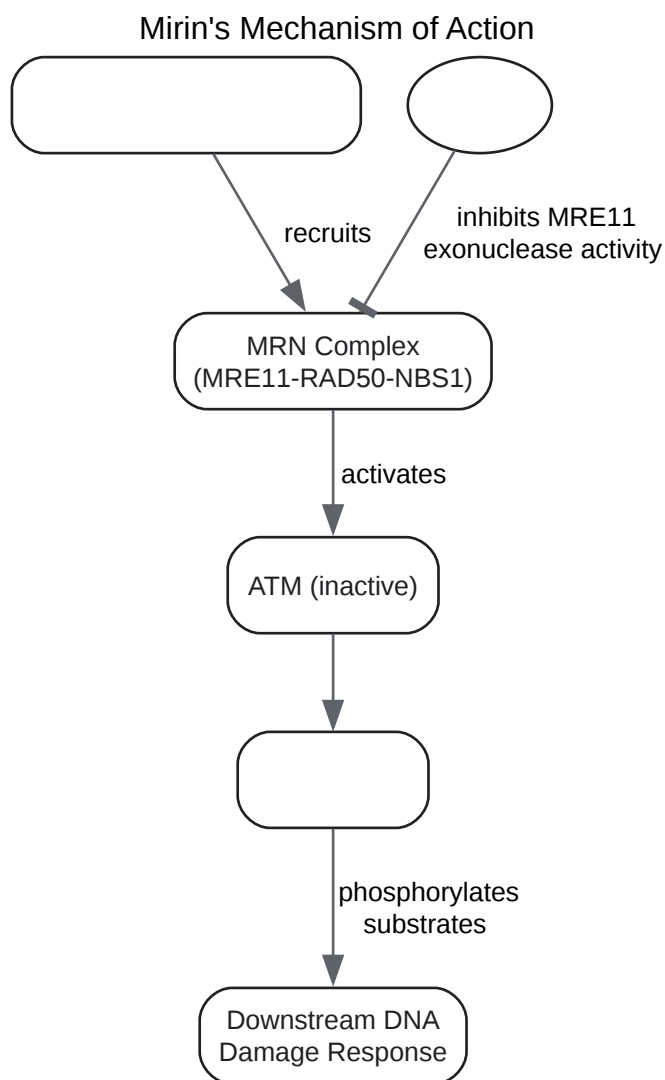 Mirin's Mechanism of Action
recruits
inhibits MRE11
exonuclease activity
MRN Complex
(MRE11-RAD50-NBS1)
activates
ATM (inactive)
phosphorylates
substrates
Downstream DNA
Damage Response